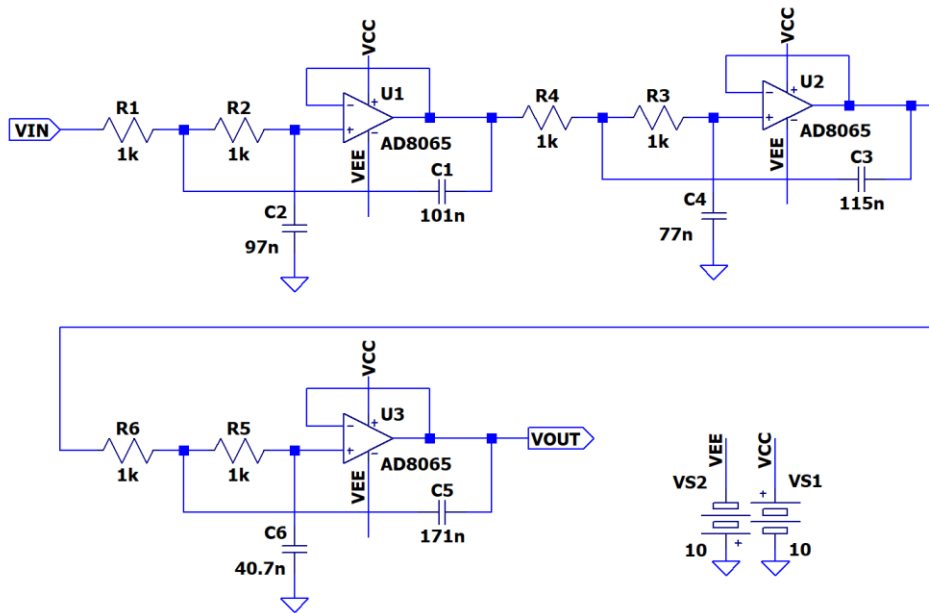 VCC
VCC
U1
U2
R1
R2
R4
R3
VIN
1k
1k
AD8065
1k
1k
AD8065
VEE
VEE
C1
C3
101n
115n
C2
C4
97n
77n
VCC
U3
R6
R5
VOUT
1k
1k
AD8065
VEE
C5
171n
C6
40.7n
VEE
VCC
VS2
VS1
10
10